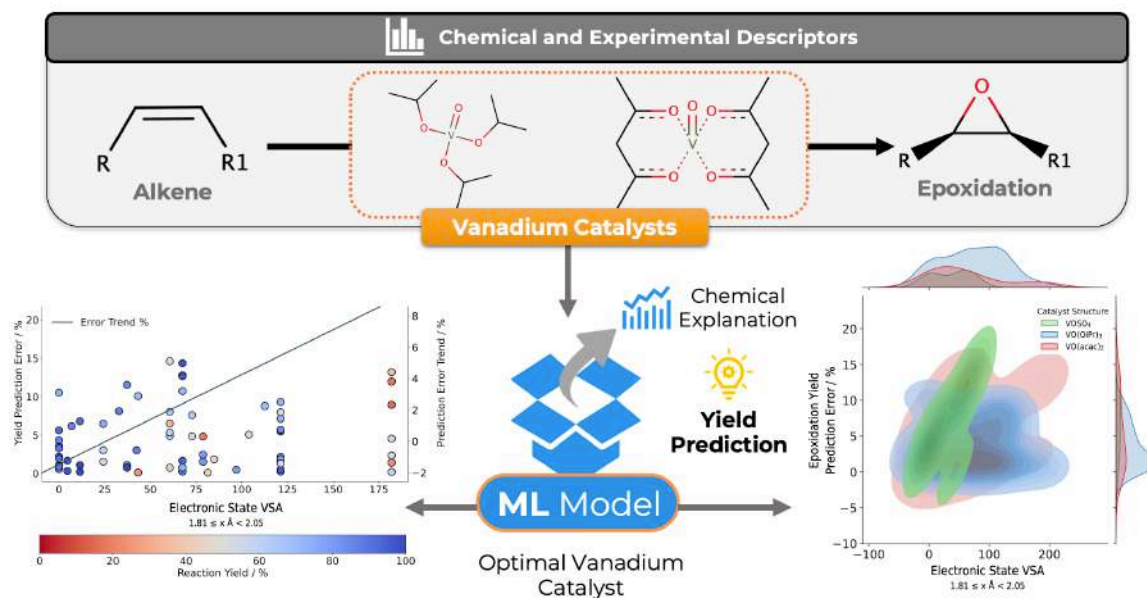 Chemical and Experimental Descriptors
R
R1
Alkene
O
O
V
O
O
O
O
O
V
O
O
O
R
R1
Epoxidation
Vanadium Catalysts
Chemical
Explanation
Yield
Prediction
ML Model
Optimal Vanadium
Catalyst
Error Trend %
Yield Prediction Error / %
20
15
10
5
0
Prediction Error Trend / %
8
6
4
2
0
−2
0
25
50
75
100
125
150
175
Electronic State VSA
1.81 ≤ x Å < 2.05
0
20
40
60
80
100
Reaction Yield / %
Catalyst Structure
VOSO₄
VO(OiPr)₃
VO(acac)₂
Epoxidation Yield
Prediction Error / %
20
15
10
5
0
−5
−10
−100
0
100
200
Electronic State VSA
1.81 ≤ x Å < 2.05